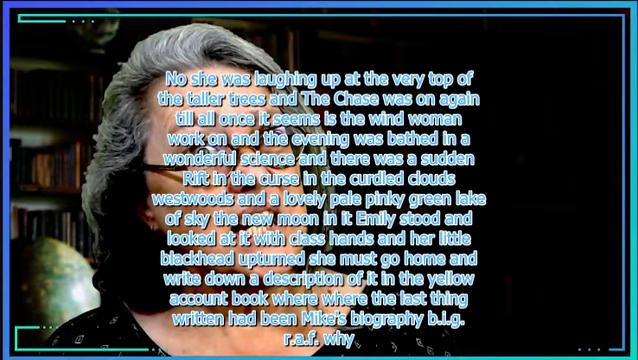 No she was laughing up at the very top of
the taller trees and The Chase was on again
till all once it seems is the wind woman
work on and the evening was bathed in a
wonderful science and there was a sudden
Rift in the curse in the curdled clouds
westwoods and a lovely pale pinky green lake
of sky the new moon in it Emily stood and
looked at it with class hands and her little
blackhead upturned she must go home and
write down a description of it in the yellow
account book where where the last thing
written had been Mike's biography b.i.g.
r.a.f. why